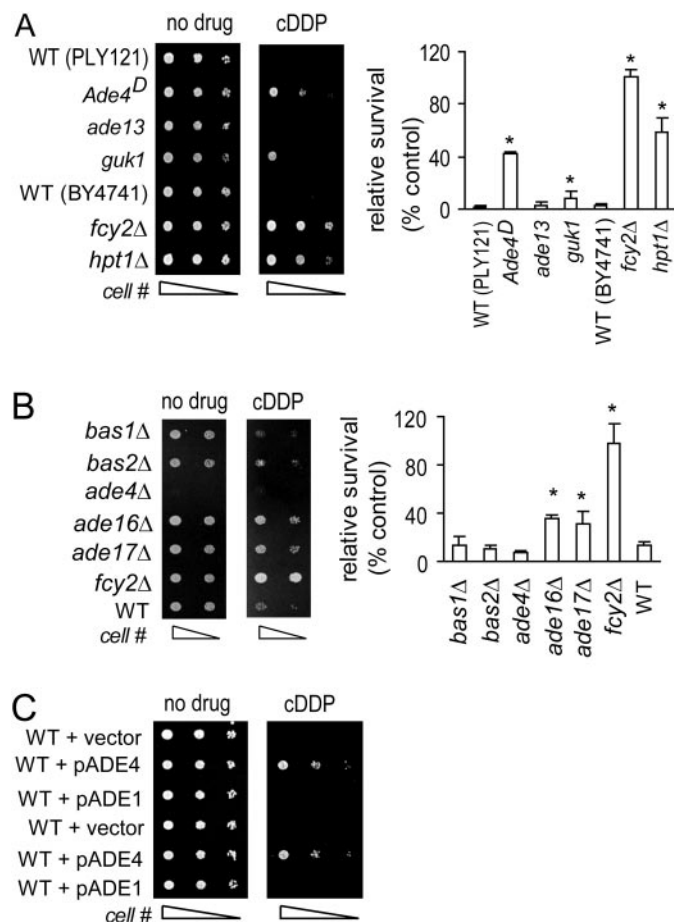 A
no drug
cDDP
WT (PLY121)
Ade4D
ade13
guk1
WT (BY4741)
fcy2Δ
hpt1Δ
cell #
relative survival
(% control)
120
80
40
0
*
*
*
*
WT (PLY121)
Ade4D
ade13
guk1
WT (BY4741)
fcy2Δ
hpt1Δ
B
no drug
cDDP
bas1Δ
bas2Δ
ade4Δ
ade16Δ
ade17Δ
fcy2Δ
WT
cell #
relative survival
(% control)
120
80
40
0
*
*
*
bas1Δ
bas2Δ
ade4Δ
ade16Δ
ade17Δ
fcy2Δ
WT
C
no drug
cDDP
WT + vector
WT + pADE4
WT + pADE1
WT + vector
WT + pADE4
WT + pADE1
cell #